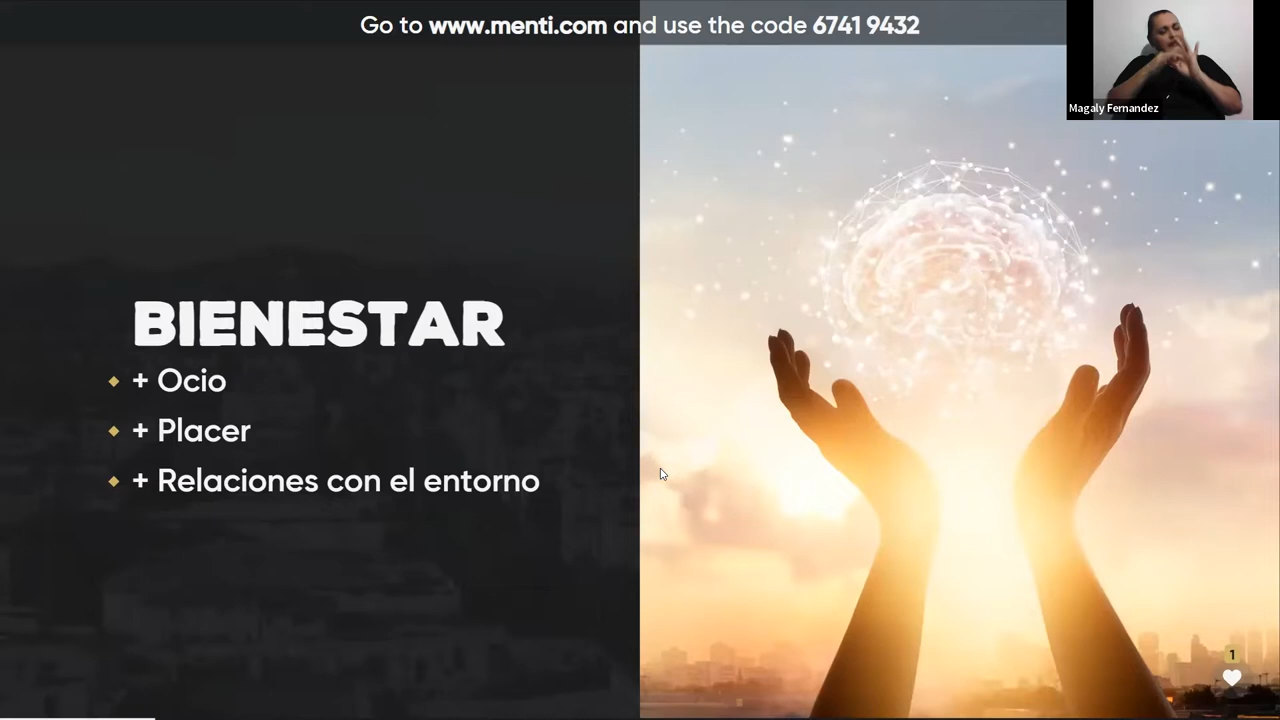 Go to www.menti.com and use the code 6741 9432
Magaly Fernandez
BIENESTAR
+ Ocio
+ Placer
+ Relaciones con el entorno
1